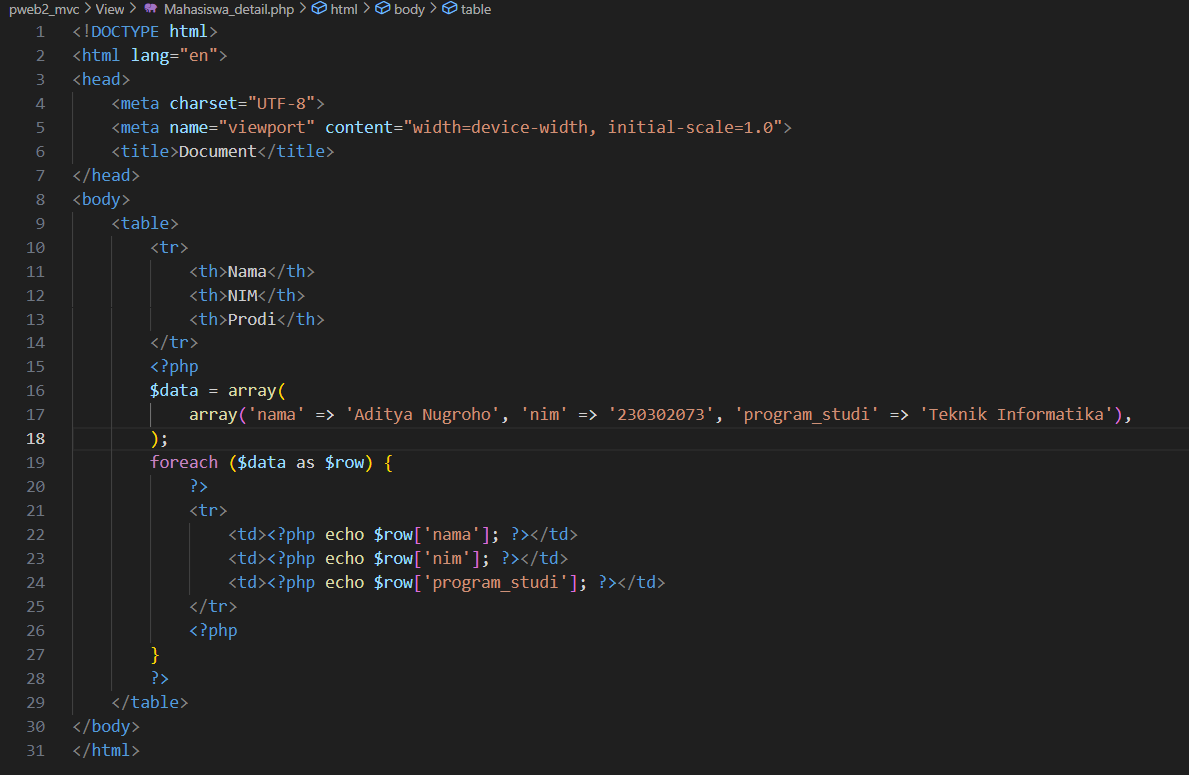 pweb2_mvc > View > Mahasiswa_detail.php > html > body > table
1 <!DOCTYPE html>
2 <html lang="en">
3 <head>
4     <meta charset="UTF-8">
5     <meta name="viewport" content="width=device-width, initial-scale=1.0">
6     <title>Document</title>
7 </head>
8 <body>
9     <table>
10         <tr>
11             <th>Nama</th>
12             <th>NIM</th>
13             <th>Prodi</th>
14         </tr>
15         <?php
16         $data = array(
17             array('nama' => 'Aditya Nugroho', 'nim' => '230302073', 'program_studi' => 'Teknik Informatika'),
18         );
19         foreach ($data as $row) {
20             ?>
21             <tr>
22                 <td><?php echo $row['nama']; ?></td>
23                 <td><?php echo $row['nim']; ?></td>
24                 <td><?php echo $row['program_studi']; ?></td>
25             </tr>
26             <?php
27         }
28         ?>
29     </table>
30 </body>
31 </html>